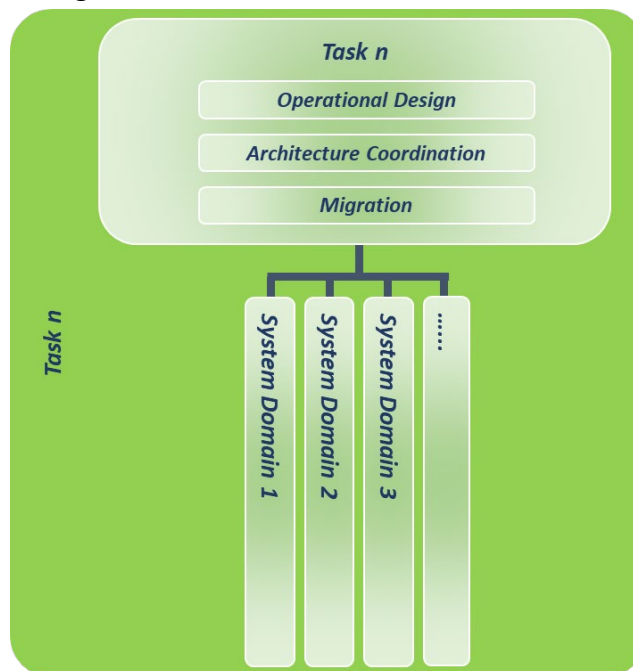 Task n
Operational Design
Architecture Coordination
Migration
Task n
System Domain 1
System Domain 2
System Domain 3
......